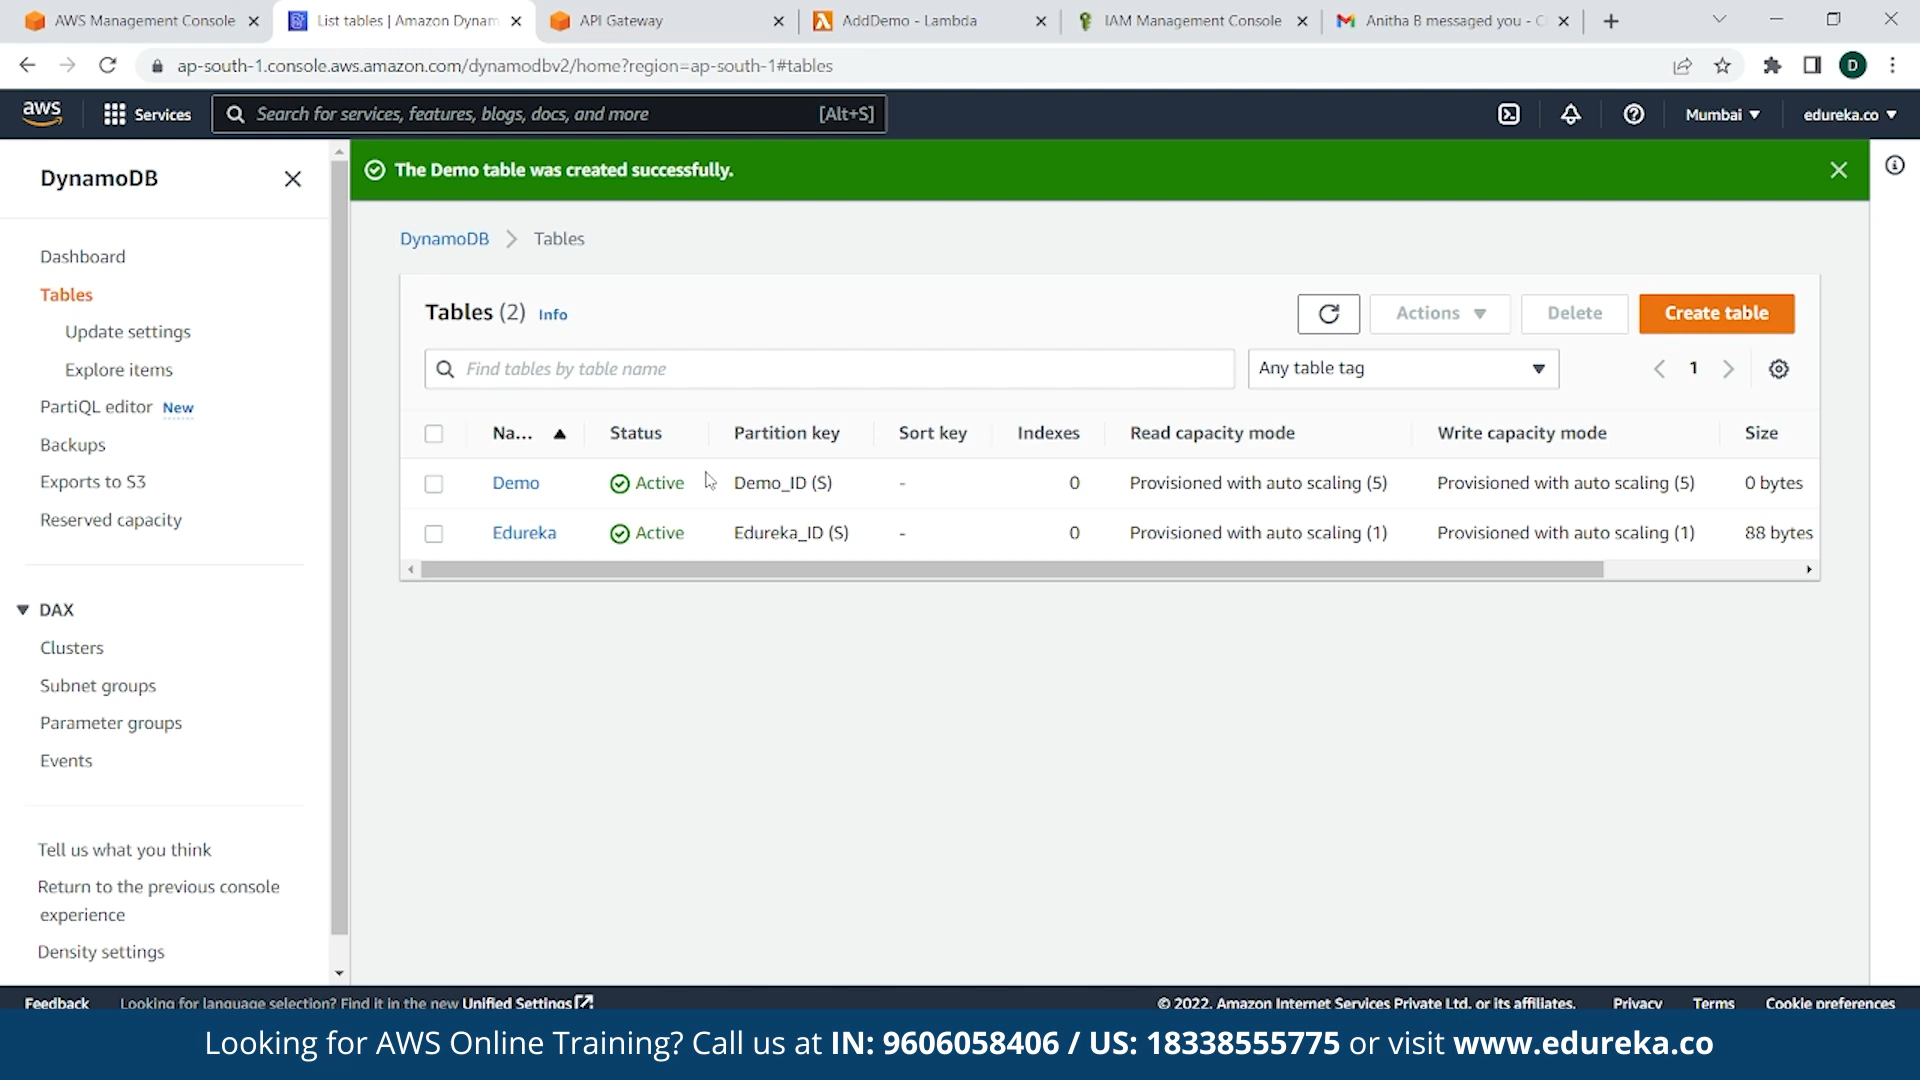 AWS Management Console
List tables | Amazon Dynam
API Gateway
AddDemo - Lambda
IAM Management Console
Anitha B messaged you - C
ap-south-1.console.aws.amazon.com/dynamodbv2/home?region=ap-south-1#tables
D
aws
Services
Search for services, features, blogs, docs, and more
[Alt+S]
Mumbai
edureka.co
DynamoDB
Dashboard
Tables
Update settings
Explore items
PartiQL editor New
Backups
Exports to S3
Reserved capacity
DAX
Clusters
Subnet groups
Parameter groups
Events
Tell us what you think
Return to the previous console
experience
Density settings
The Demo table was created successfully.
DynamoDB > Tables
Tables (2) Info
Actions
Delete
Create table
Find tables by table name
Any table tag
1
Na... Status Partition key Sort key Indexes Read capacity mode Write capacity mode Size
Demo Active Demo_ID (S) - 0 Provisioned with auto scaling (5) Provisioned with auto scaling (5) 0 bytes
Edureka Active Edureka_ID (S) - 0 Provisioned with auto scaling (1) Provisioned with auto scaling (1) 88 bytes
Feedback Looking for language selection? Find it in the new Unified Settings © 2022, Amazon Internet Services Private Ltd. or its affiliates. Privacy Terms Cookie preferences
Looking for AWS Online Training? Call us at IN: 9606058406 / US: 18338555775 or visit www.edureka.co